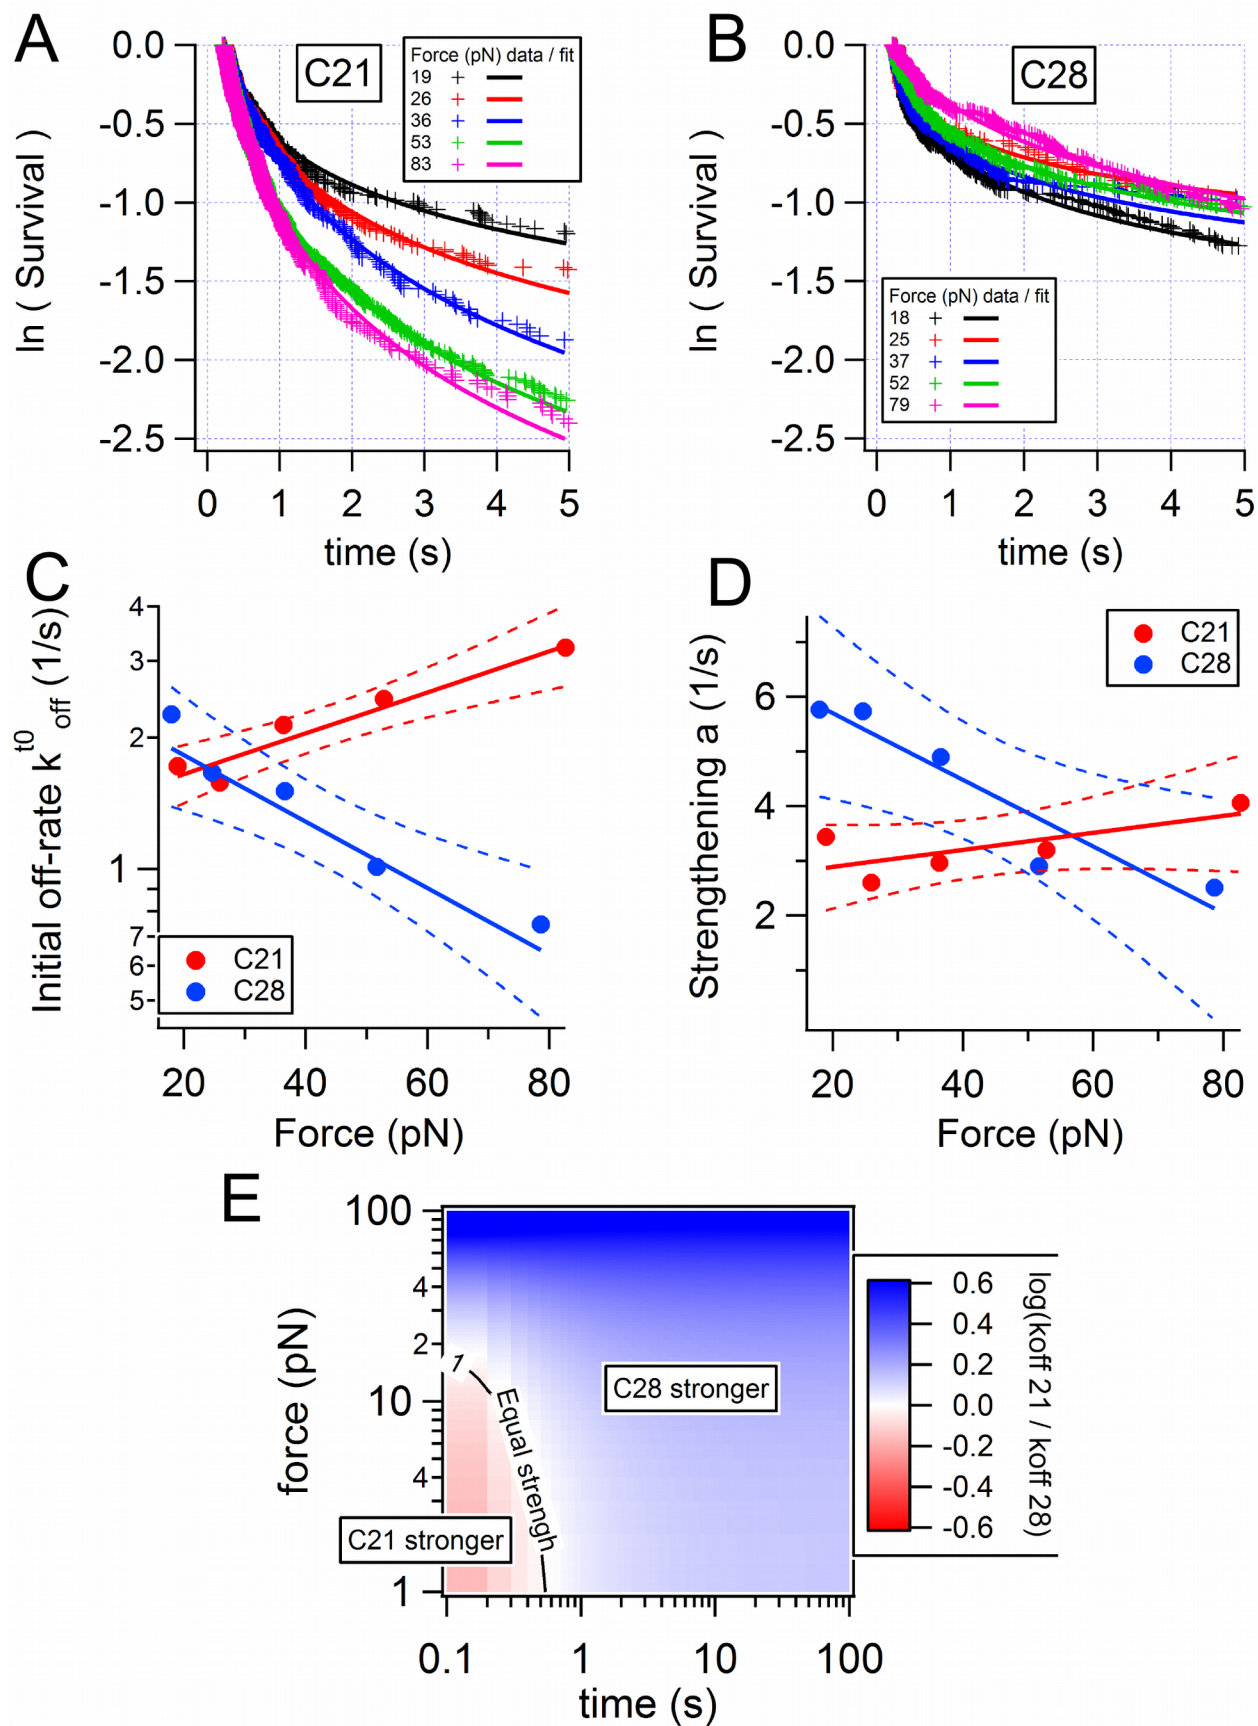 A
C21
Force (pN) data / fit
19
26
36
53
83
0.0
-0.5
-1.0
-1.5
-2.0
-2.5
ln ( Survival )
0 1 2 3 4 5
time (s)
B
C28
Force (pN) data / fit
18
25
37
52
79
0.0
-0.5
-1.0
-1.5
-2.0
-2.5
ln ( Survival )
0 1 2 3 4 5
time (s)
C
4
3
2
1
7
6
5
Initial off-rate k^t0_off (1/s)
C21
C28
20 40 60 80
Force (pN)
D
C21
C28
6
4
2
Strengthening a (1/s)
20 40 60 80
Force (pN)
E
100
4
2
10
4
1
force (pN)
1
Equal strengh
C28 stronger
C21 stronger
0.1 1 10 100
time (s)
0.6
0.4
0.2
0.0
-0.2
-0.4
-0.6
log(koff 21 / koff 28)